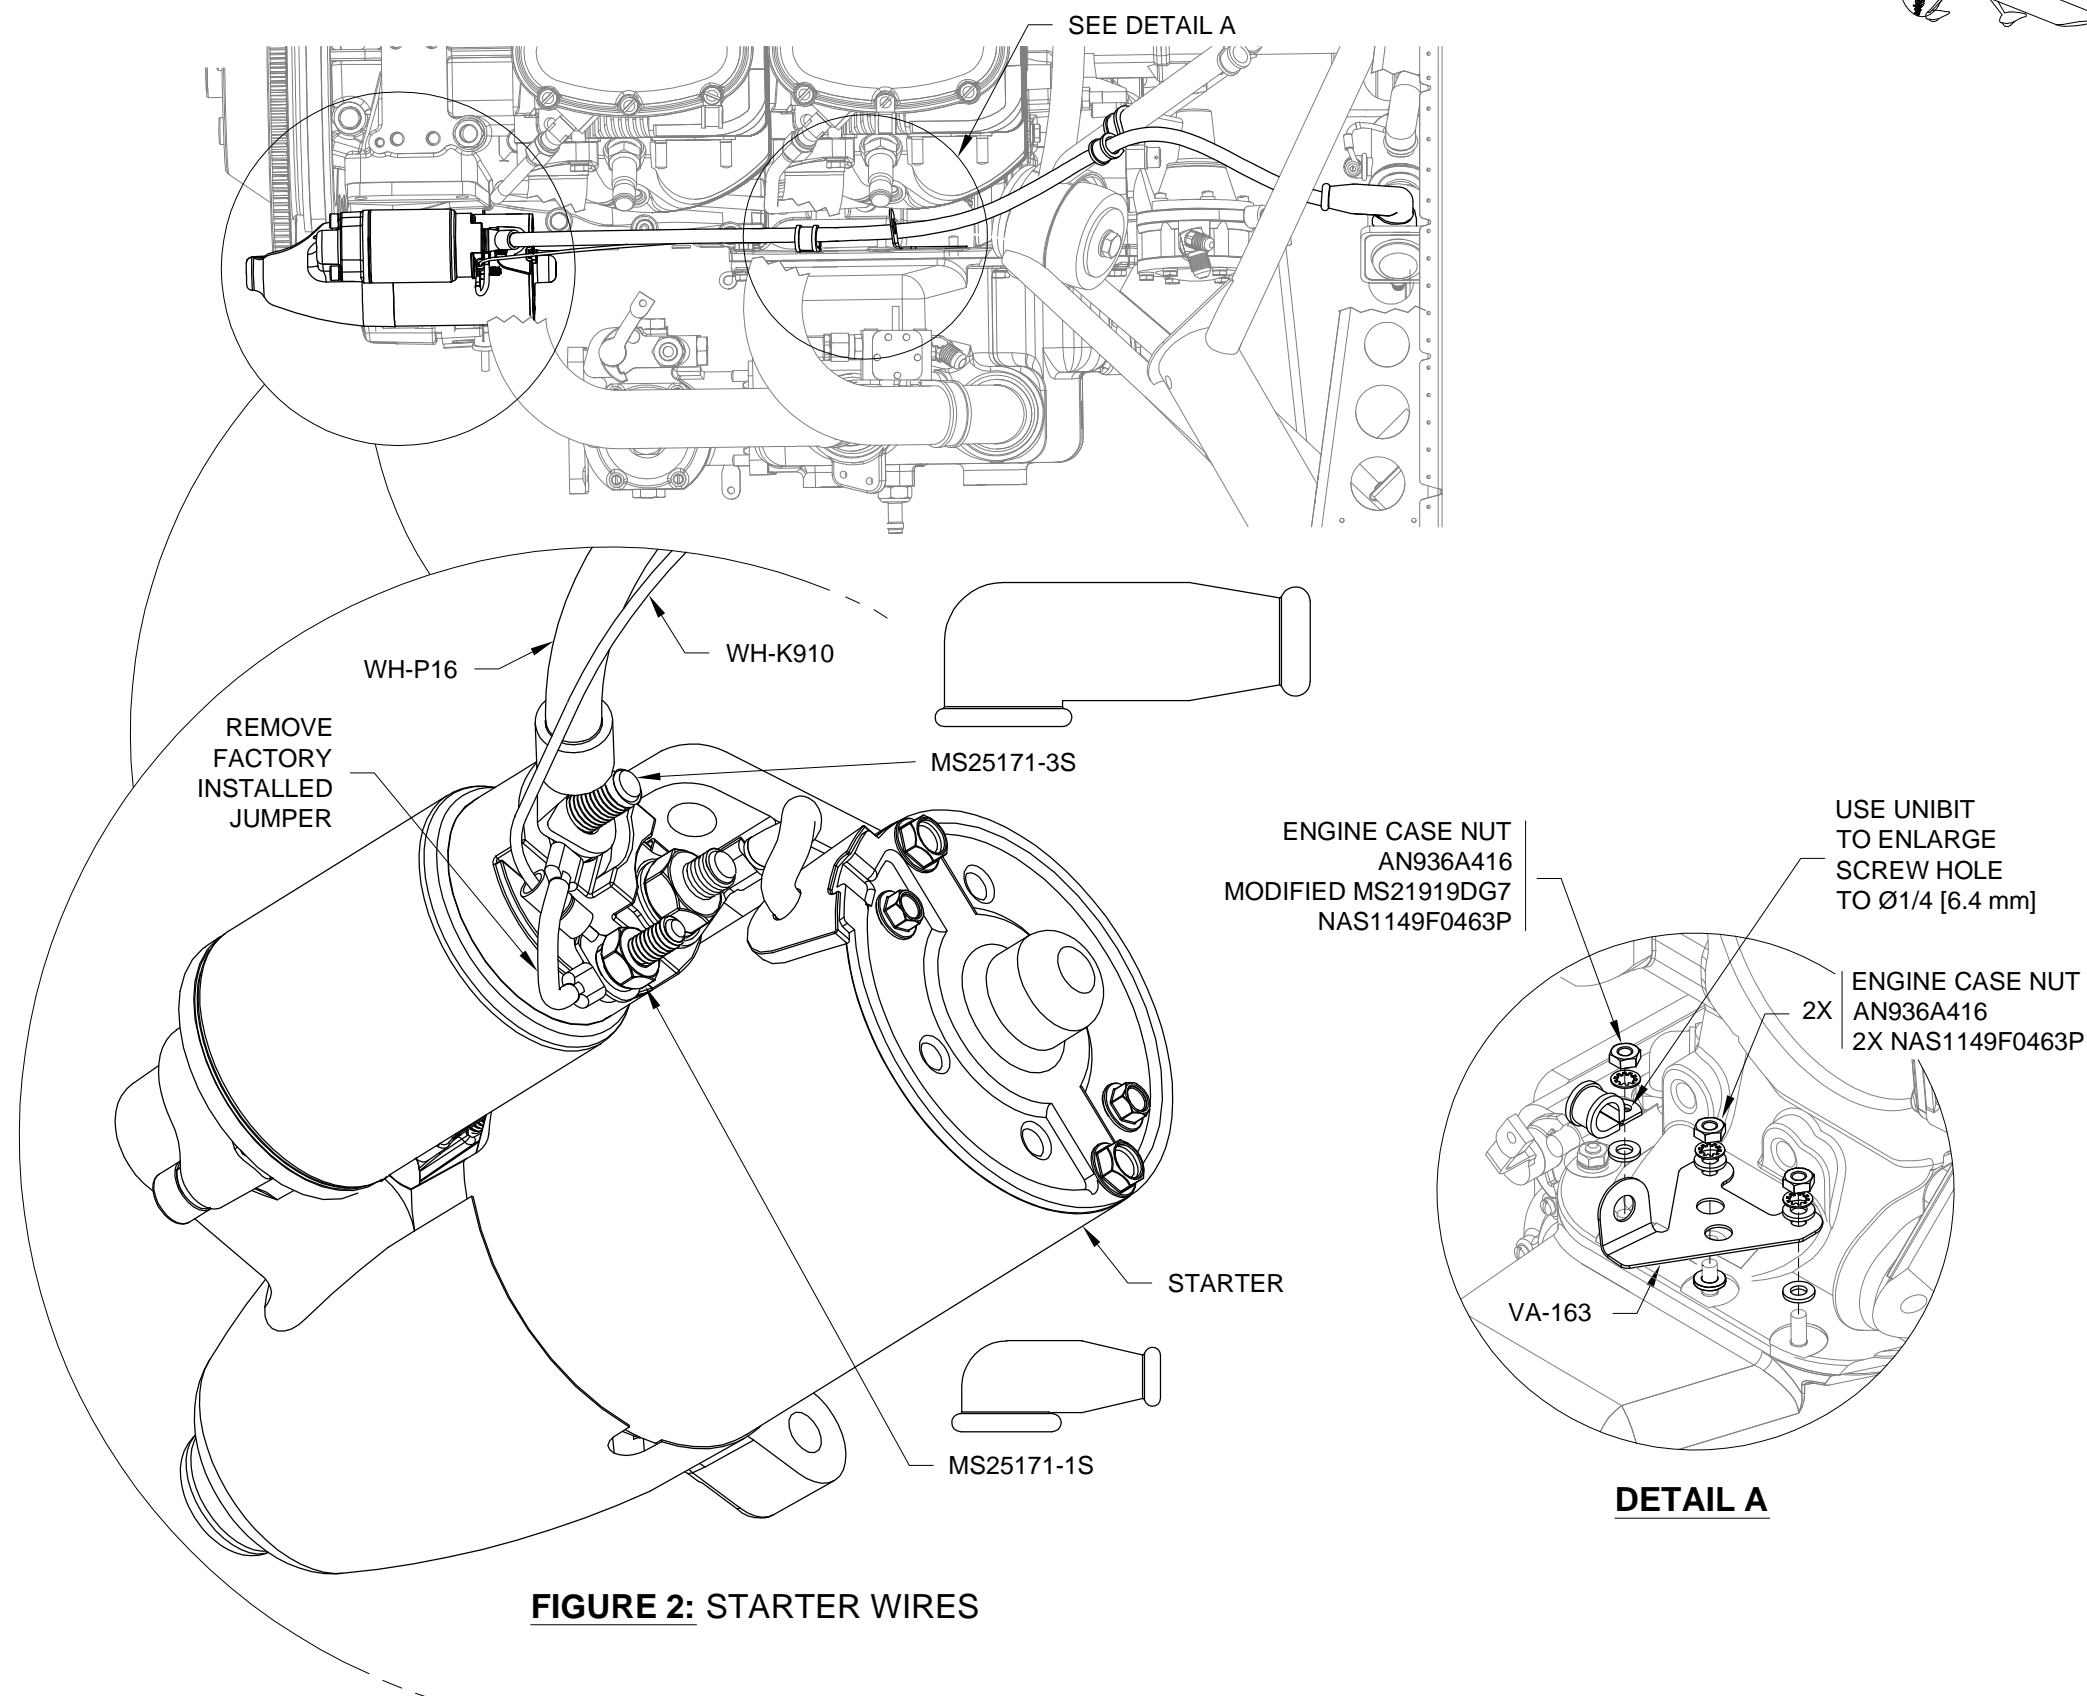 SEE DETAIL A
WH-P16
WH-K910
REMOVE
FACTORY
INSTALLED
JUMPER
MS25171-3S
ENGINE CASE NUT
AN936A416
MODIFIED MS21919DG7
NAS1149F0463P
USE UNIBIT
TO ENLARGE
SCREW HOLE
TO Ø1/4 [6.4 mm]
2X
ENGINE CASE NUT
AN936A416
2X NAS1149F0463P
STARTER
VA-163
MS25171-1S
DETAIL A
FIGURE 2: STARTER WIRES